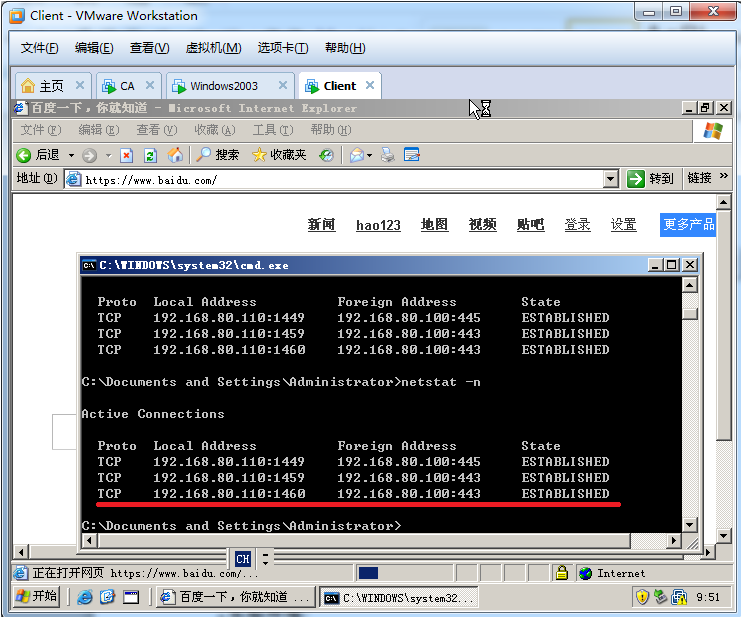 Client - VMware Workstation
文件(F) 编辑(E) 查看(V) 虚拟机(M) 选项卡(T) 帮助(H)
主页 CA Windows2003 Client
百度一下，你就知道 - Microsoft Internet Explorer
文件(F) 编辑(E) 查看(V) 收藏(A) 工具(T) 帮助(H)
后退 搜索 收藏夹
地址(D) https://www.baidu.com/ 转到 链接 »
新闻 hao123 地图 视频 贴吧 登录 设置 更多产品
C:\WINDOWS\system32\cmd.exe
Proto Local Address Foreign Address State
TCP 192.168.80.110:1449 192.168.80.100:445 ESTABLISHED
TCP 192.168.80.110:1459 192.168.80.100:443 ESTABLISHED
TCP 192.168.80.110:1460 192.168.80.100:443 ESTABLISHED
C:\Documents and Settings\Administrator>netstat -n
Active Connections
Proto Local Address Foreign Address State
TCP 192.168.80.110:1449 192.168.80.100:445 ESTABLISHED
TCP 192.168.80.110:1459 192.168.80.100:443 ESTABLISHED
TCP 192.168.80.110:1460 192.168.80.100:443 ESTABLISHED
C:\Documents and Settings\Administrator>
CH
正在打开网页 https://www.baidu.com/... Internet
开始 百度一下，你就知道 ... C:\WINDOWS\system32... 9:51